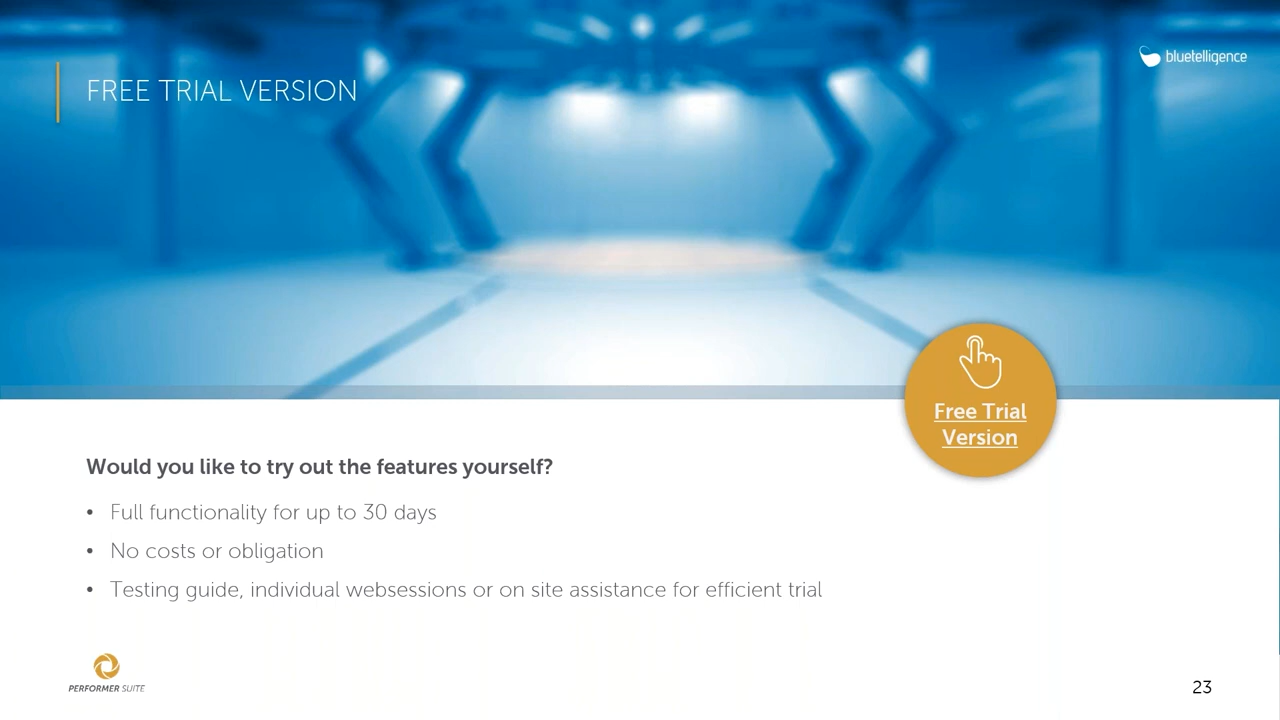 FREE TRIAL VERSION
bluetelligence
Free Trial
Version
Would you like to try out the features yourself?
• Full functionality for up to 30 days
• No costs or obligation
• Testing guide, individual websessions or on site assistance for efficient trial
PERFORMER SUITE
23